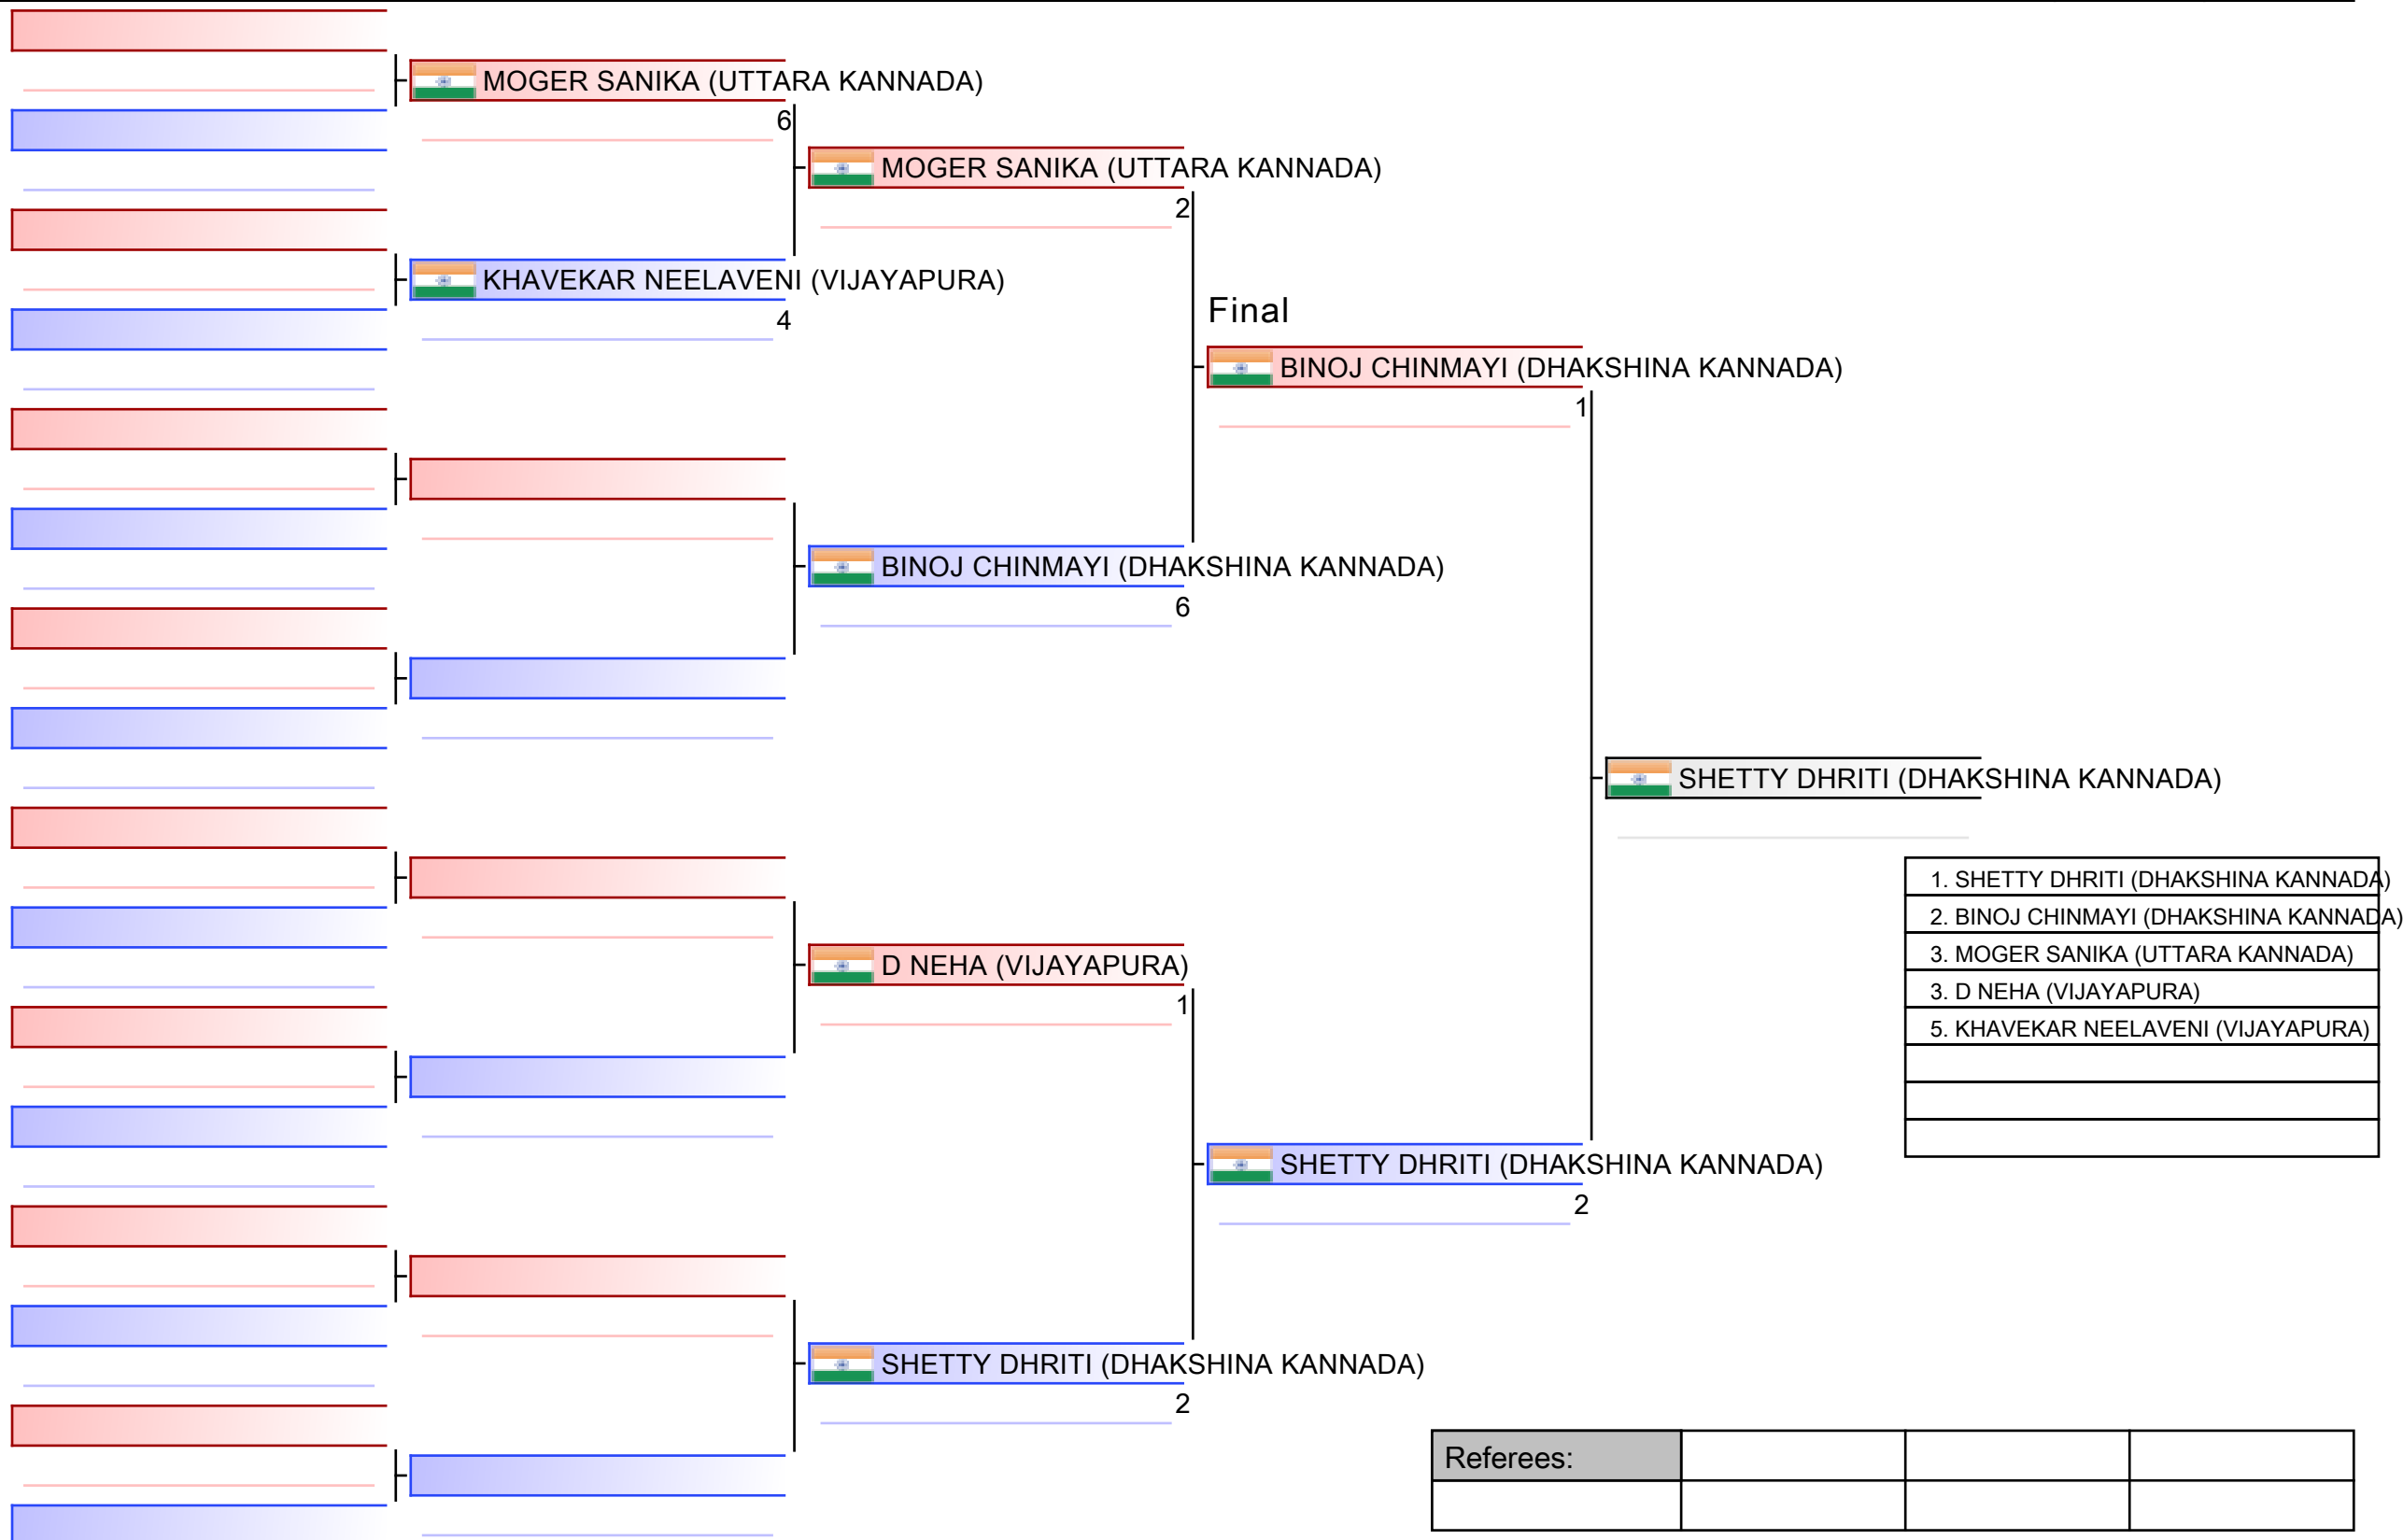 MOGER SANIKA (UTTARA KANNADA)
6
MOGER SANIKA (UTTARA KANNADA)
2
KHAVEKAR NEELAVENI (VIJAYAPURA)
4
Final
BINOJ CHINMAYI (DHAKSHINA KANNADA)
1
BINOJ CHINMAYI (DHAKSHINA KANNADA)
6
SHETTY DHRITI (DHAKSHINA KANNADA)
1. SHETTY DHRITI (DHAKSHINA KANNADA)
2. BINOJ CHINMAYI (DHAKSHINA KANNADA)
3. MOGER SANIKA (UTTARA KANNADA)
3. D NEHA (VIJAYAPURA)
5. KHAVEKAR NEELAVENI (VIJAYAPURA)
D NEHA (VIJAYAPURA)
1
SHETTY DHRITI (DHAKSHINA KANNADA)
2
SHETTY DHRITI (DHAKSHINA KANNADA)
2
Referees: